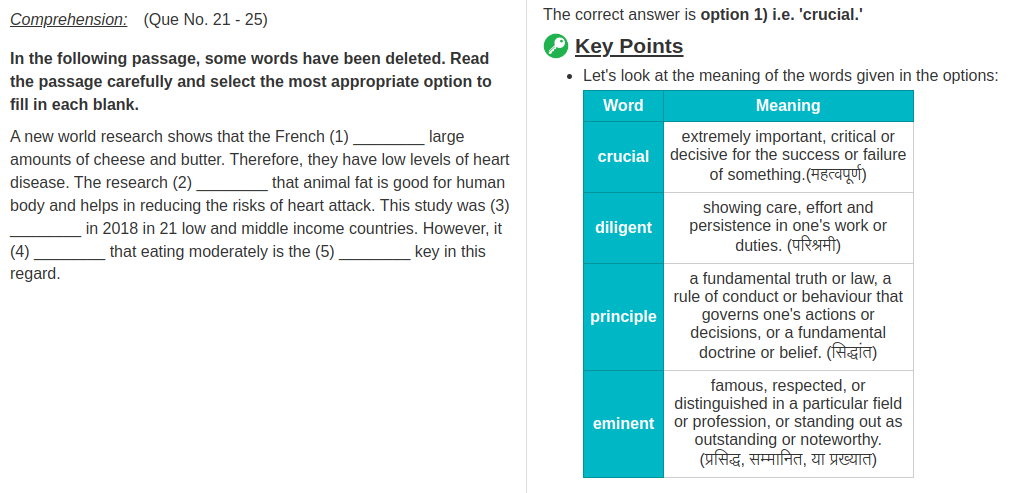 Comprehension: (Que No. 21 - 25)
In the following passage, some words have been deleted. Read
the passage carefully and select the most appropriate option to
fill in each blank.
A new world research shows that the French (1) ________ large
amounts of cheese and butter. Therefore, they have low levels of heart
disease. The research (2) ________ that animal fat is good for human
body and helps in reducing the risks of heart attack. This study was (3)
________ in 2018 in 21 low and middle income countries. However, it
(4) ________ that eating moderately is the (5) ________ key in this
regard.
The correct answer is option 1) i.e. 'crucial.'
Key Points
• Let's look at the meaning of the words given in the options:
Word Meaning
crucial
extremely important, critical or
decisive for the success or failure
of something.(महत्वपूर्ण)
diligent
showing care, effort and
persistence in one's work or
duties. (परिश्रमी)
principle
a fundamental truth or law, a
rule of conduct or behaviour that
governs one's actions or
decisions, or a fundamental
doctrine or belief. (सिद्धांत)
eminent
famous, respected, or
distinguished in a particular field
or profession, or standing out as
outstanding or noteworthy.
(प्रसिद्ध, सम्मानित, या प्रख्यात)